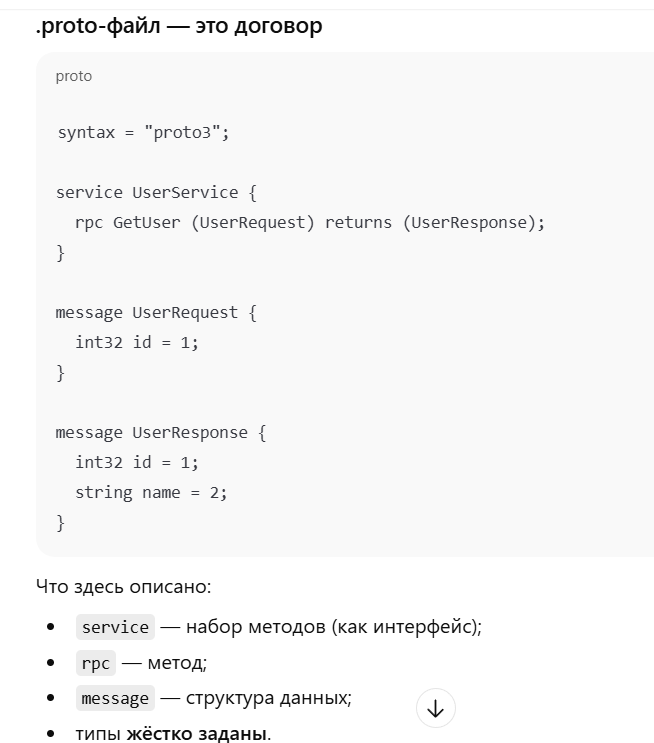 .proto-файл — это договор
proto
syntax = "proto3";
service UserService {
rpc GetUser (UserRequest) returns (UserResponse);
}
message UserRequest {
int32 id = 1;
}
message UserResponse {
int32 id = 1;
string name = 2;
}
Что здесь описано:
• service — набор методов (как интерфейс);
• rpc — метод;
• message — структура данных;
• типы жёстко заданы.